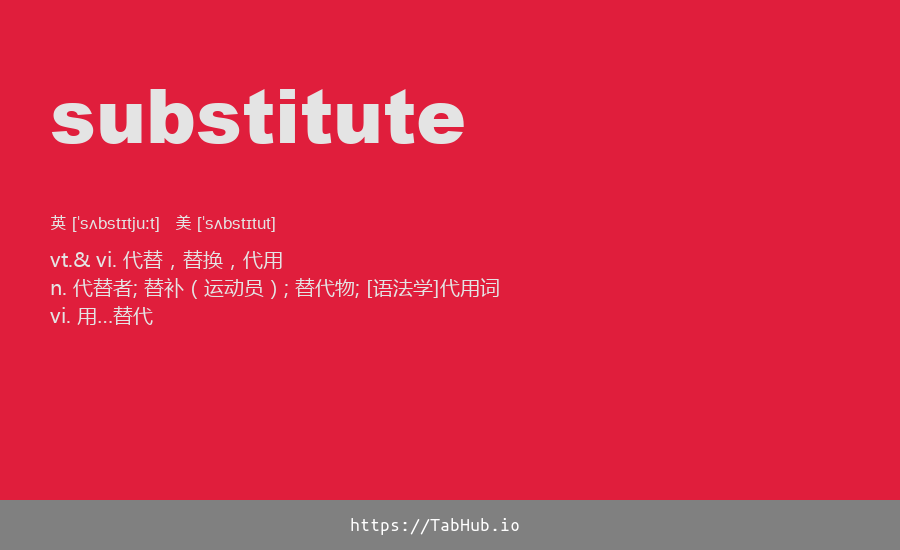 substitute
英 [ˈsʌbstɪtjuːt] 美 [ˈsʌbstɪtut]
vt.& vi. 代替，替换，代用
n. 代替者; 替补（运动员）; 替代物; [语法学]代用词
vi. 用...替代
https://TabHub.io